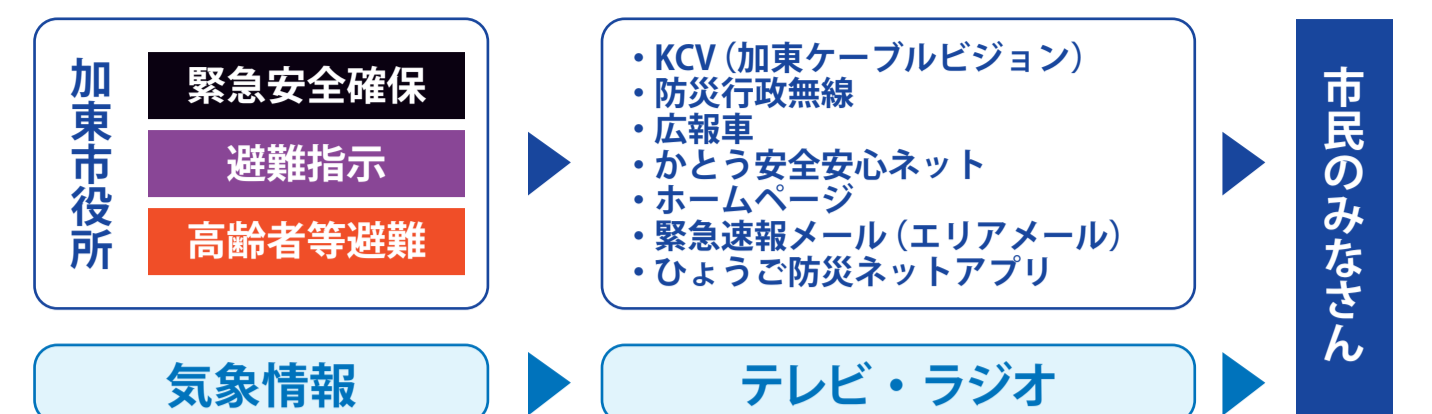 加東市役所
緊急安全確保
避難指示
高齢者等避難
・KCV（加東ケーブルビジョン）
・防災行政無線
・広報車
・かとう安全安心ネット
・ホームページ
・緊急速報メール（エリアメール）
・ひょうご防災ネットアプリ
市民のみなさん
気象情報
テレビ・ラジオ